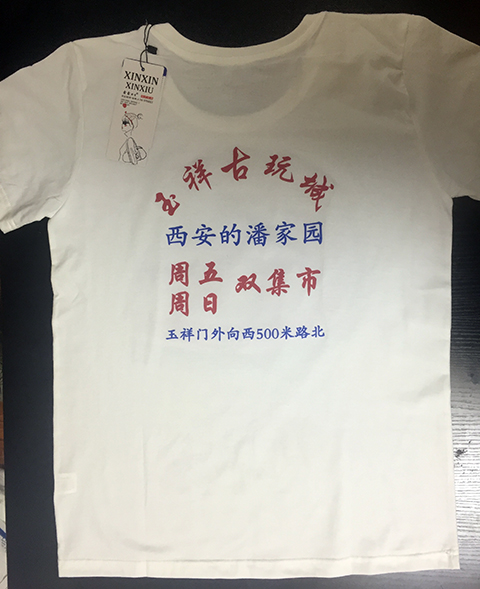 XINXIN
XINXIU
玉祥古玩城
西安的潘家园
周五
周日
双集市
玉祥门外向西500米路北